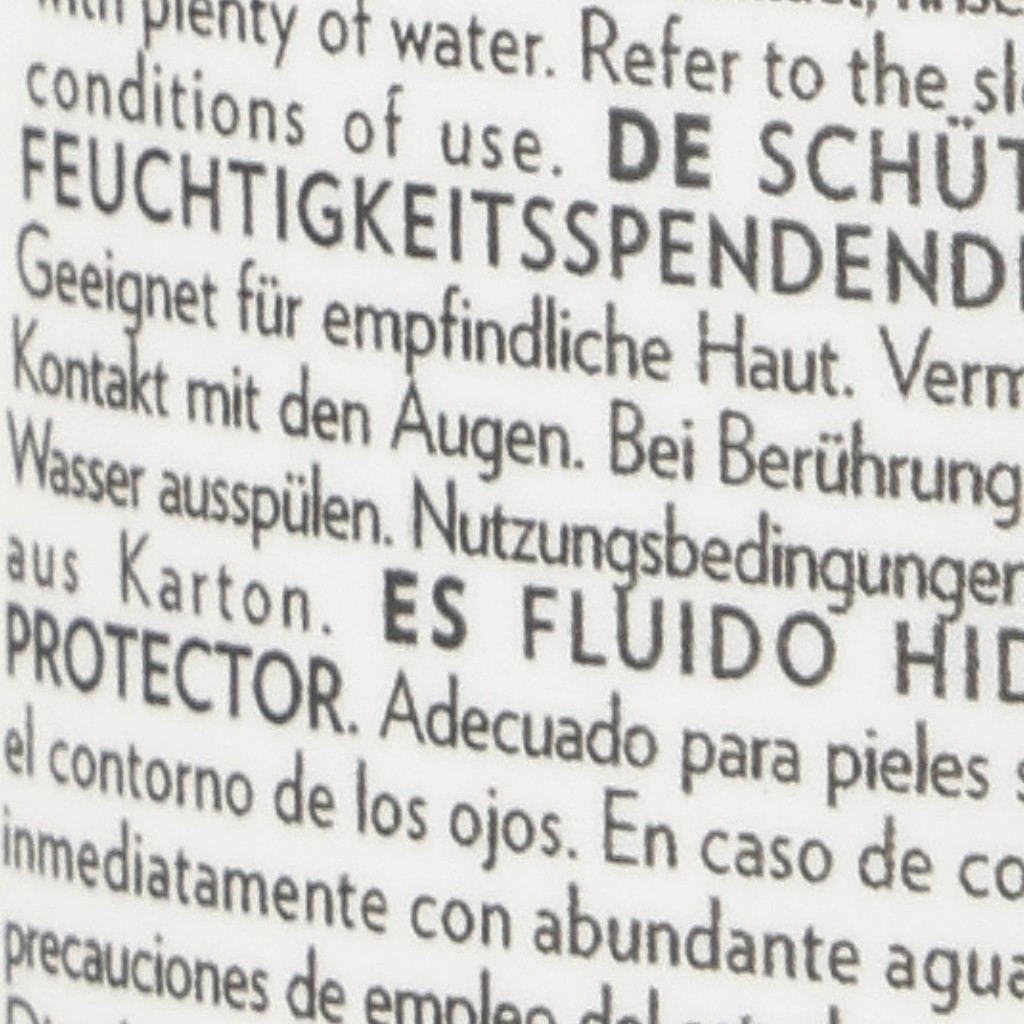 plenty of water. Refer to the
conditions of use. DE SCHÜT
FEUCHTIGKEITSSPENDENDE
Geeignet für empfindliche Haut. Verm
Kontakt mit den Augen. Bei Berührung
Wasser ausspülen. Nutzungsbedingungen
aus Karton. ES FLUIDO HID
PROTECTOR. Adecuado para pieles s
el contorno de los ojos. En caso de co
inmediatamente con abundante agua
precauciones de empleo del